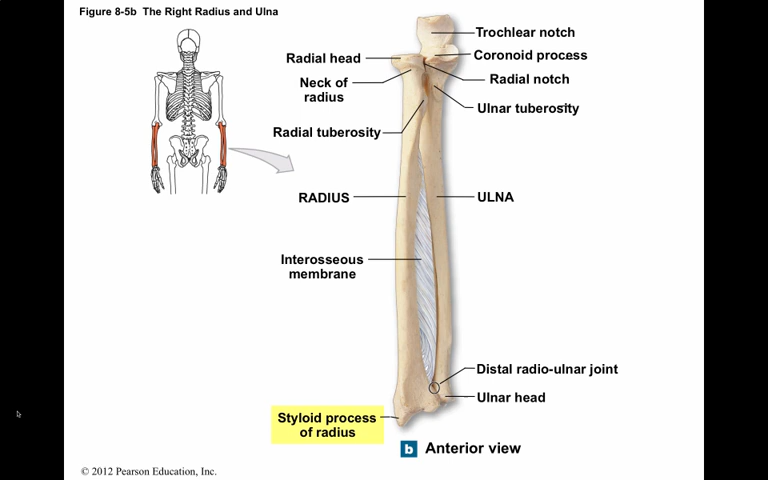 Figure 8-5b The Right Radius and Ulna
Trochlear notch
Coronoid process
Radial head
Radial notch
Neck of
radius
Ulnar tuberosity
Radial tuberosity
RADIUS
ULNA
Interosseous
membrane
Distal radio-ulnar joint
Ulnar head
Styloid process
of radius
b Anterior view
© 2012 Pearson Education, Inc.